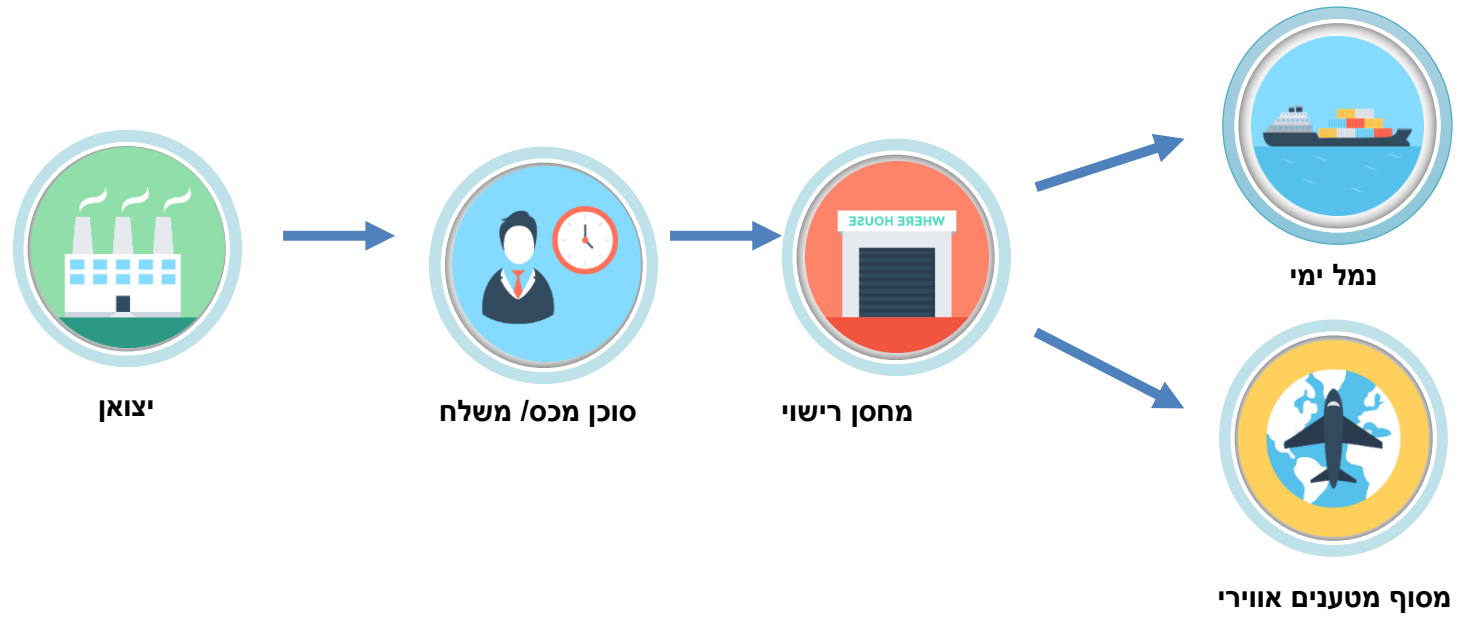 יצואן
סוכן מכס/ משלח
WHERE HOUSE
מחסן רישוי
נמל ימי
מסוף מטענים אווירי